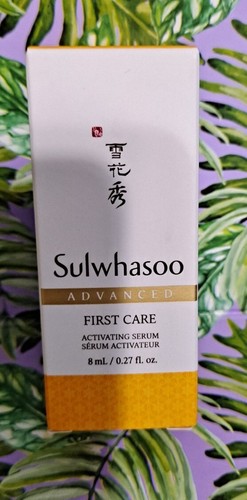 雪
花
秀
Sulwhasoo
ADVANCED
FIRST CARE
ACTIVATING SERUM
SÉRUM ACTIVATEUR
8 mL / 0.27 fl. oz.